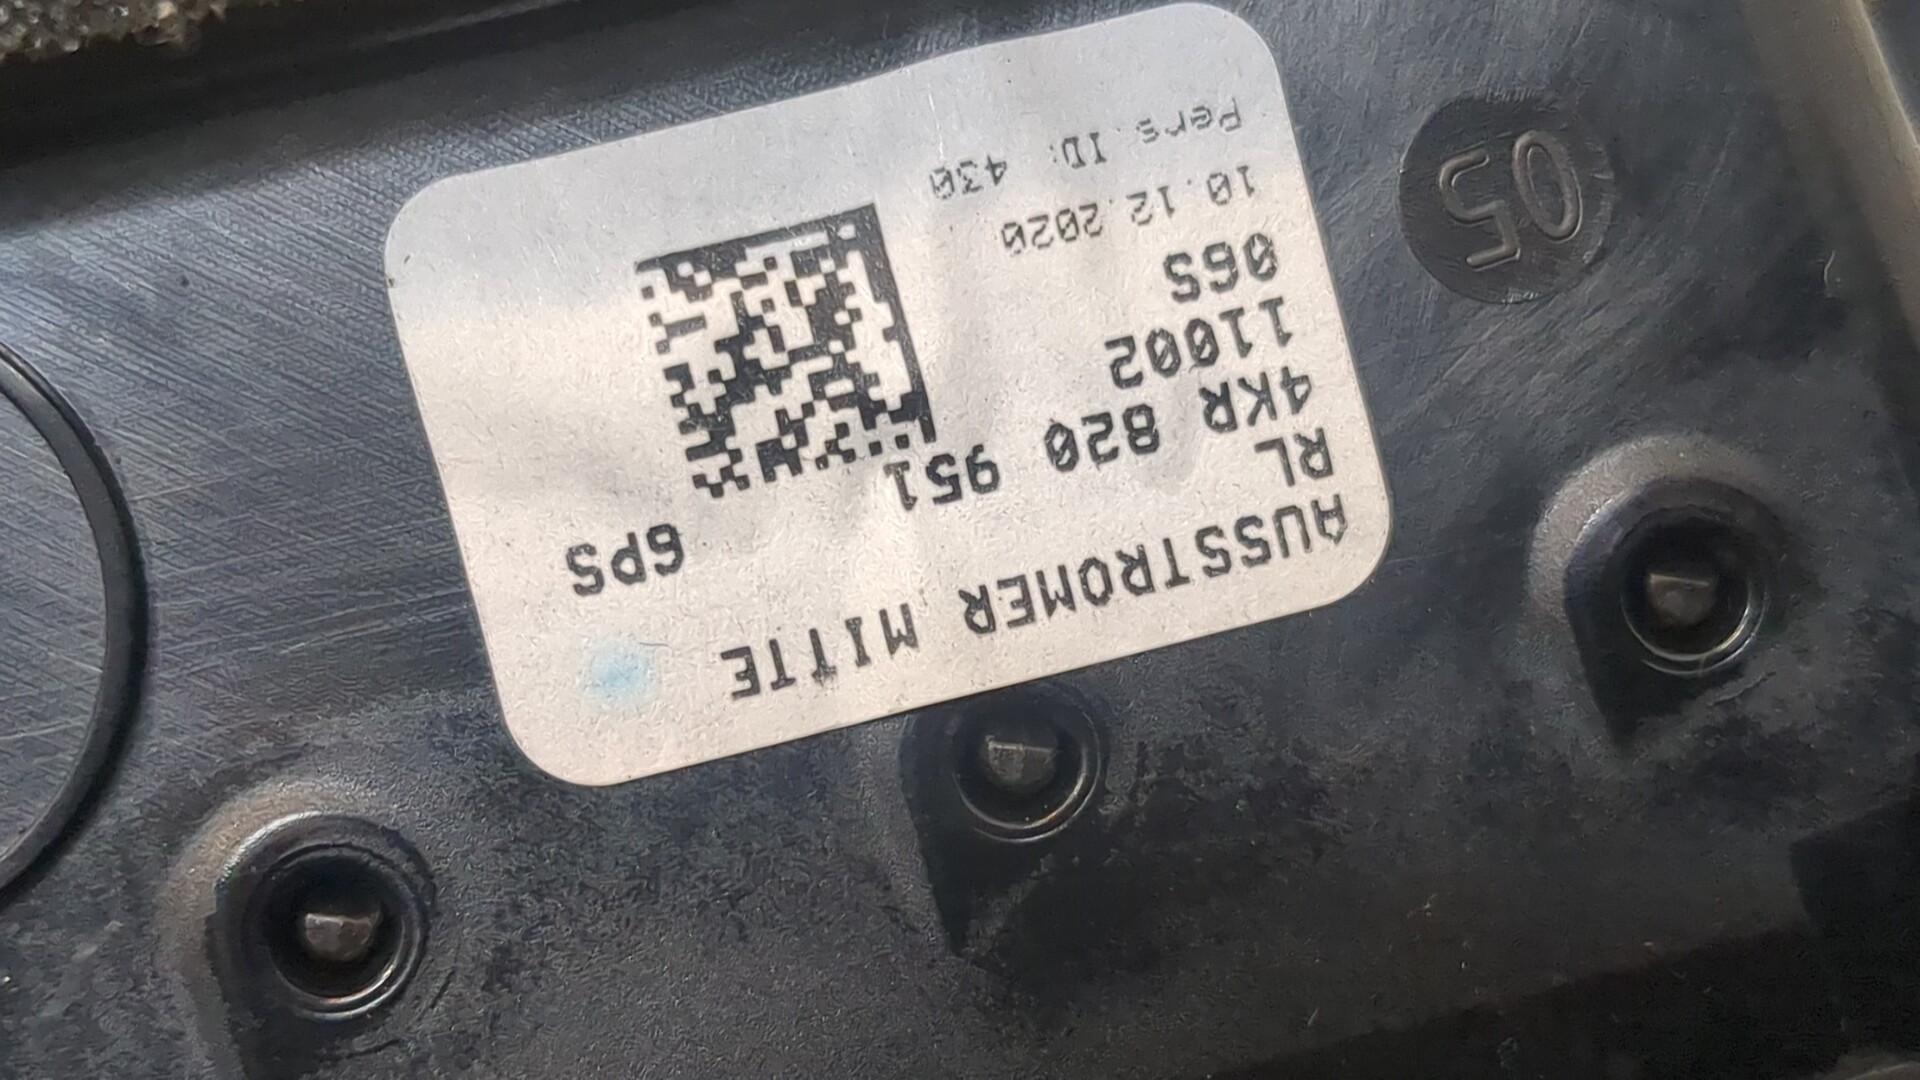 AUSSTROMER MITTE
RL
4KR 820 951 6PS
11002
06S
10.12.2020
Pers. ID: 430
05